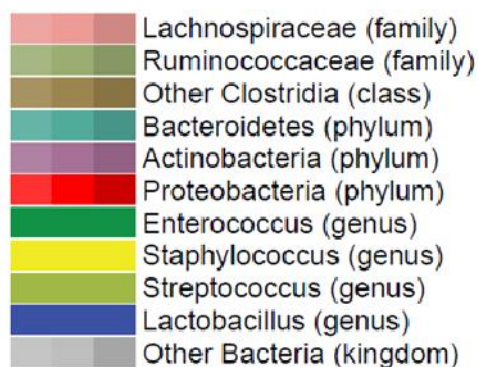 Lachnospiraceae (family)
Ruminococcaceae (family)
Other Clostridia (class)
Bacteroidetes (phylum)
Actinobacteria (phylum)
Proteobacteria (phylum)
Enterococcus (genus)
Staphylococcus (genus)
Streptococcus (genus)
Lactobacillus (genus)
Other Bacteria (kingdom)